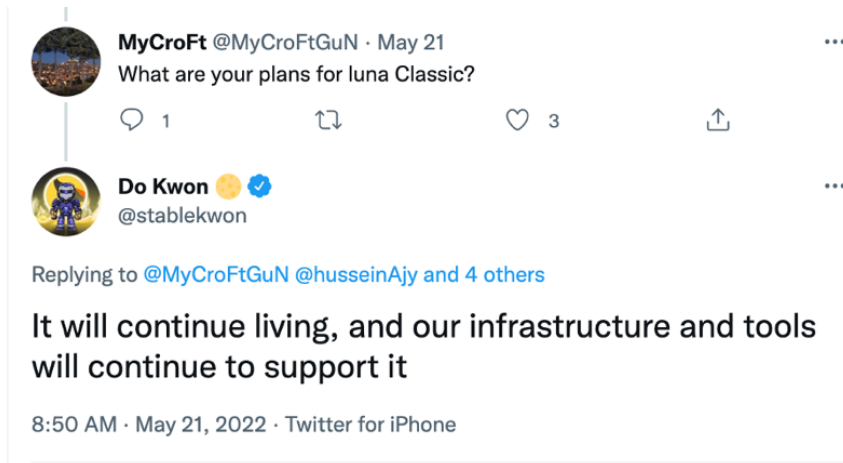 MyCroFt @MyCroFtGuN · May 21
What are your plans for luna Classic?
1 3
Do Kwon
@stablekwon
Replying to @MyCroFtGuN @husseinAjy and 4 others
It will continue living, and our infrastructure and tools
will continue to support it
8:50 AM · May 21, 2022 · Twitter for iPhone